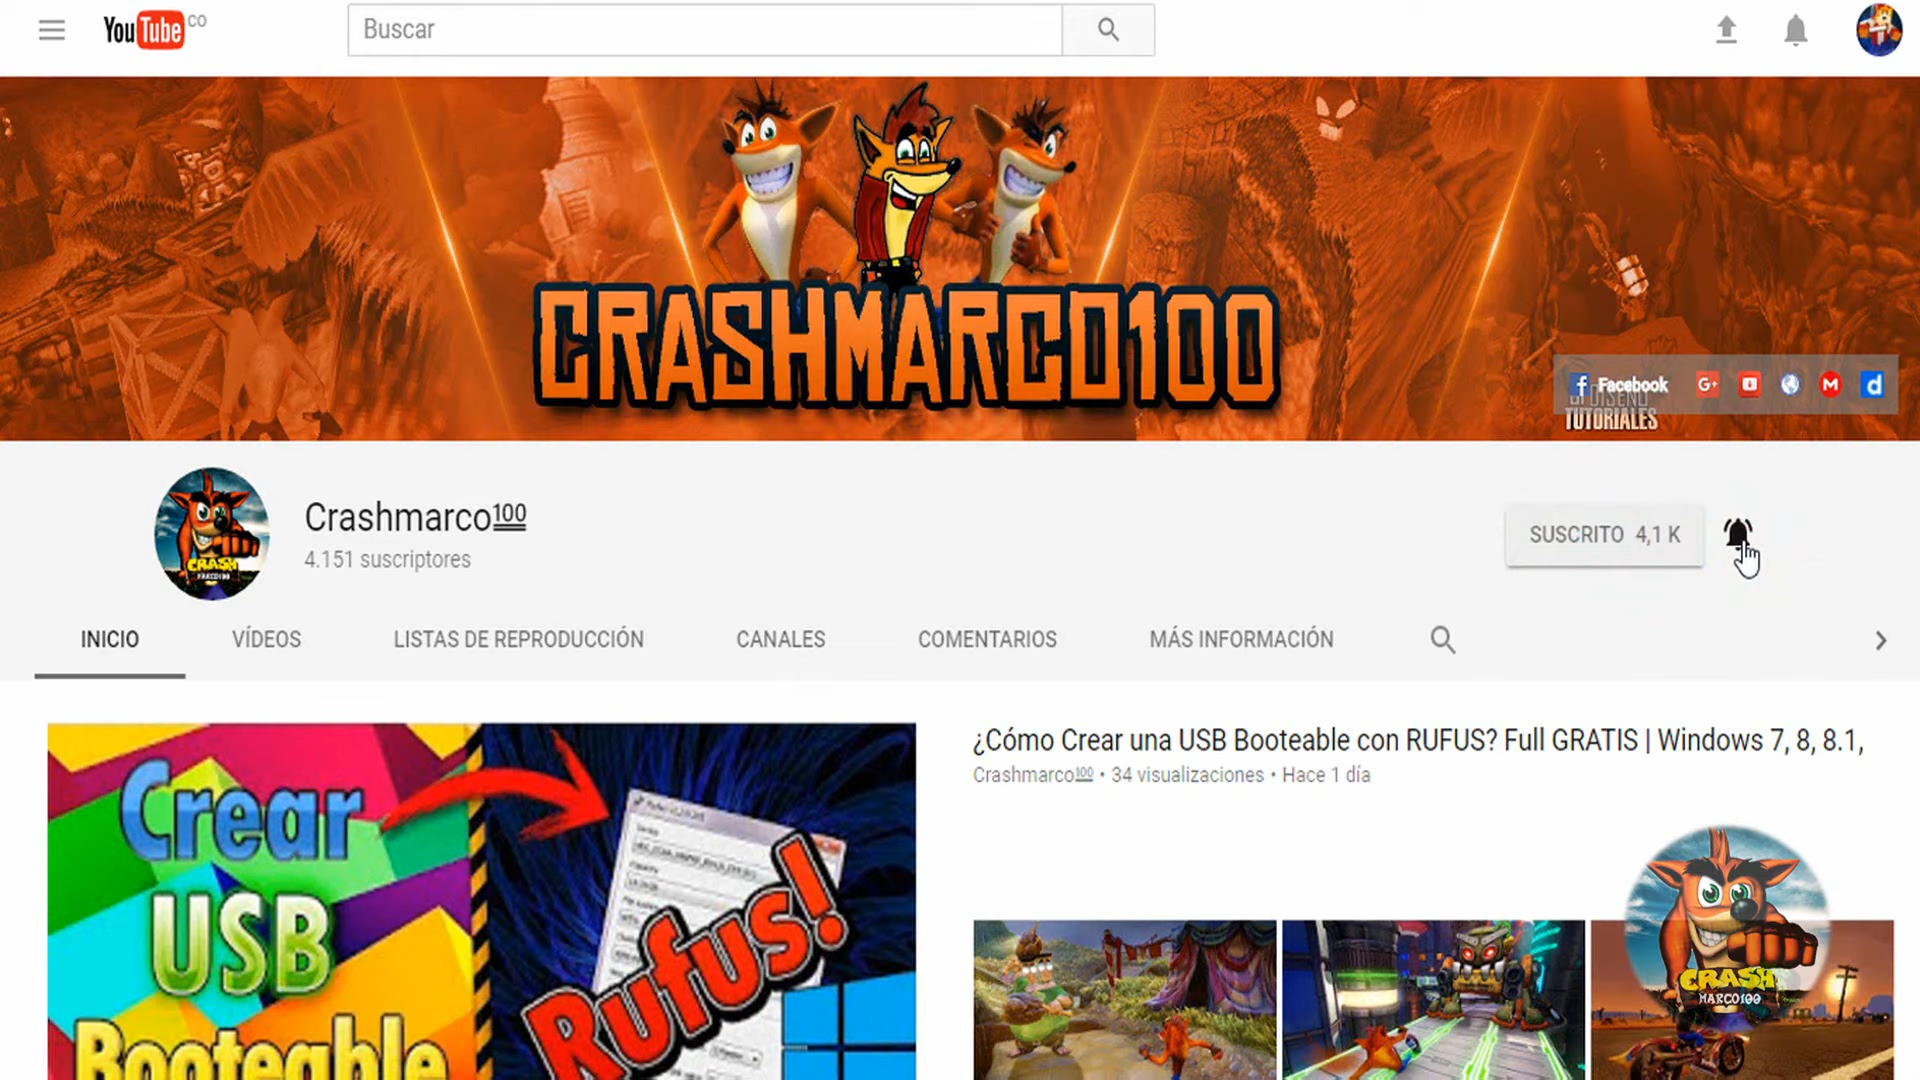 YouTube CO
Buscar
CRASHMARCO100
Facebook
G+
M
d
TUTORIALES
Crashmarco100
4.151 suscriptores
SUSCRITO 4,1 K
INICIO
VÍDEOS
LISTAS DE REPRODUCCIÓN
CANALES
COMENTARIOS
MÁS INFORMACIÓN
Crear
USB
Booteable
Rufus!
¿Cómo Crear una USB Booteable con RUFUS? Full GRATIS | Windows 7, 8, 8.1,
Crashmarco100 • 34 visualizaciones • Hace 1 día
CRASH
MARCO100